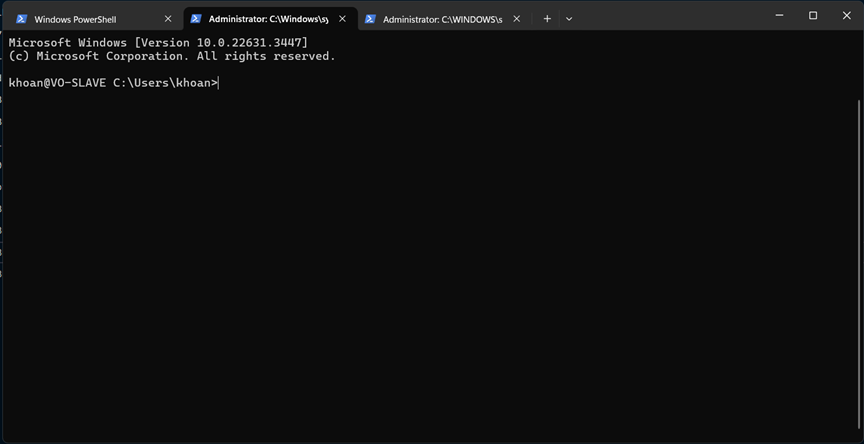 Windows PowerShell
Administrator: C:\Windows\sy
Administrator: C:\WINDOWS\s
Microsoft Windows [Version 10.0.22631.3447]
(c) Microsoft Corporation. All rights reserved.
khoan@VO-SLAVE C:\Users\khoan>